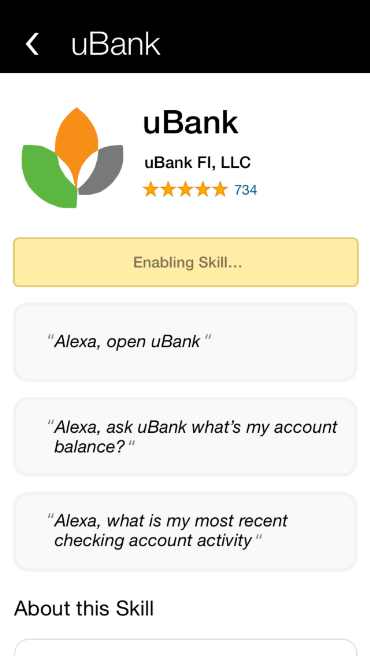 uBank
uBank
uBank FI, LLC
734
Enabling Skill...
“Alexa, open uBank “
“Alexa, ask uBank what’s my account
balance? “
“Alexa, what is my most recent
checking account activity “
About this Skill